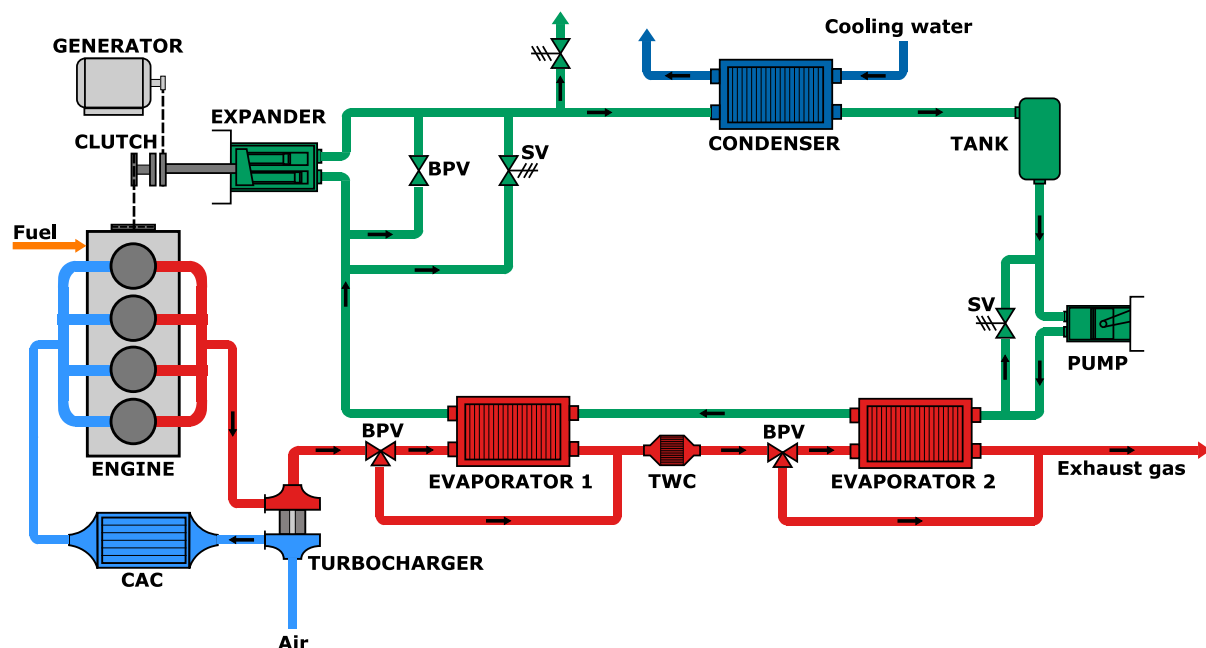 Cooling water
GENERATOR
EXPANDER
CLUTCH
CONDENSER
TANK
BPV
SV
Fuel
SV
PUMP
BPV
BPV
ENGINE
EVAPORATOR 1
TWC
EVAPORATOR 2
Exhaust gas
TURBOCHARGER
CAC
Air